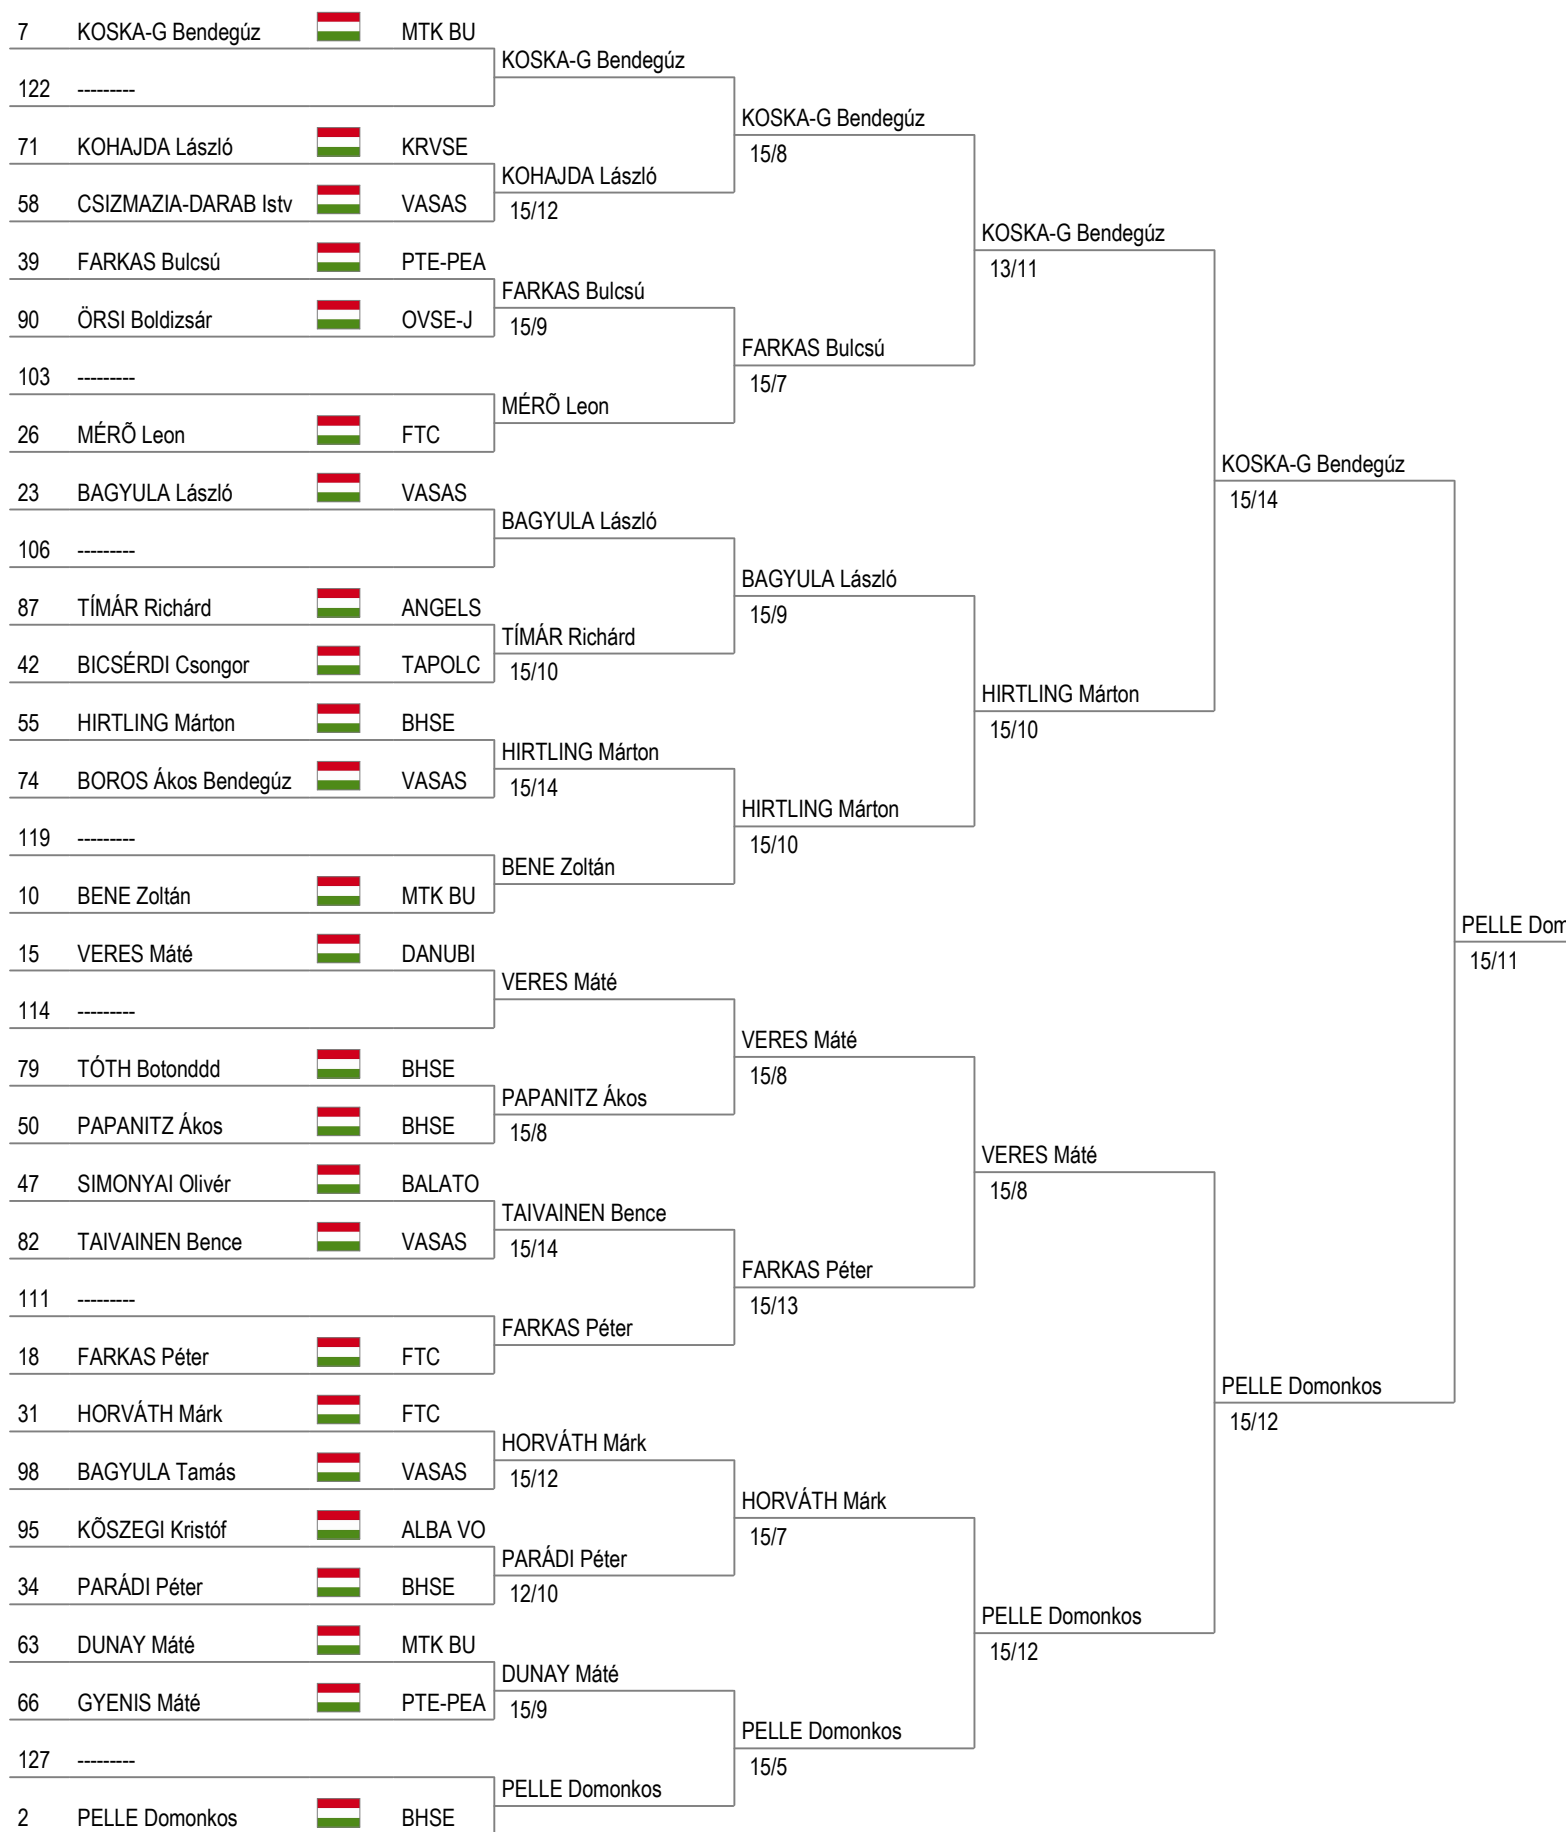 7 KOSKA-G Bendegúz MTK BU
KOSKA-G Bendegúz
122 ---------
KOSKA-G Bendegúz
15/8
71 KOHAJDA László KRVSE
KOHAJDA László
15/12
58 CSIZMAZIA-DARAB Istv VASAS
KOSKA-G Bendegúz
13/11
39 FARKAS Bulcsú PTE-PEA
FARKAS Bulcsú
15/9
90 ÖRSI Boldizsár OVSE-J
FARKAS Bulcsú
15/7
103 ---------
MÉRÕ Leon
26 MÉRÕ Leon FTC
KOSKA-G Bendegúz
15/14
23 BAGYULA László VASAS
BAGYULA László
106 ---------
BAGYULA László
15/9
87 TÍMÁR Richárd ANGELS
TÍMÁR Richárd
15/10
42 BICSÉRDI Csongor TAPOLC
HIRTLING Márton
15/10
55 HIRTLING Márton BHSE
HIRTLING Márton
15/14
74 BOROS Ákos Bendegúz VASAS
HIRTLING Márton
15/10
119 ---------
BENE Zoltán
10 BENE Zoltán MTK BU
PELLE Dom
15/11
15 VERES Máté DANUBI
VERES Máté
114 ---------
VERES Máté
15/8
79 TÓTH Botonddd BHSE
PAPANITZ Ákos
15/8
50 PAPANITZ Ákos BHSE
VERES Máté
15/8
47 SIMONYAI Olivér BALATO
TAIVAINEN Bence
15/14
82 TAIVAINEN Bence VASAS
FARKAS Péter
15/13
111 ---------
FARKAS Péter
18 FARKAS Péter FTC
PELLE Domonkos
15/12
31 HORVÁTH Márk FTC
HORVÁTH Márk
15/12
98 BAGYULA Tamás VASAS
HORVÁTH Márk
15/7
95 KÕSZEGI Kristóf ALBA VO
PARÁDI Péter
12/10
34 PARÁDI Péter BHSE
PELLE Domonkos
15/12
63 DUNAY Máté MTK BU
DUNAY Máté
15/9
66 GYENIS Máté PTE-PEA
PELLE Domonkos
15/5
127 ---------
PELLE Domonkos
2 PELLE Domonkos BHSE